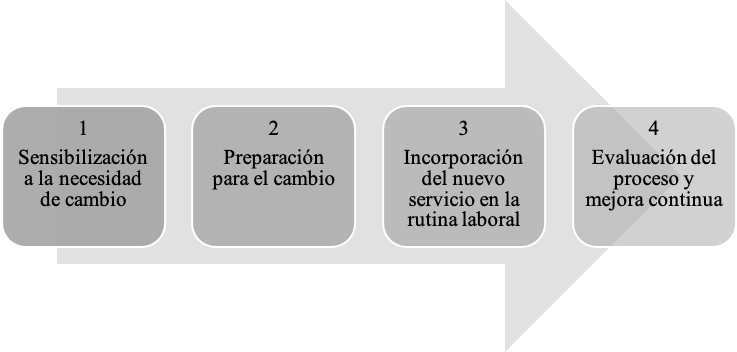 1
Sensibilización
a la necesidad
de cambio
2
Preparación
para el cambio
3
Incorporación
del nuevo
servicio en la
rutina laboral
4
Evaluación del
proceso y
mejora continua